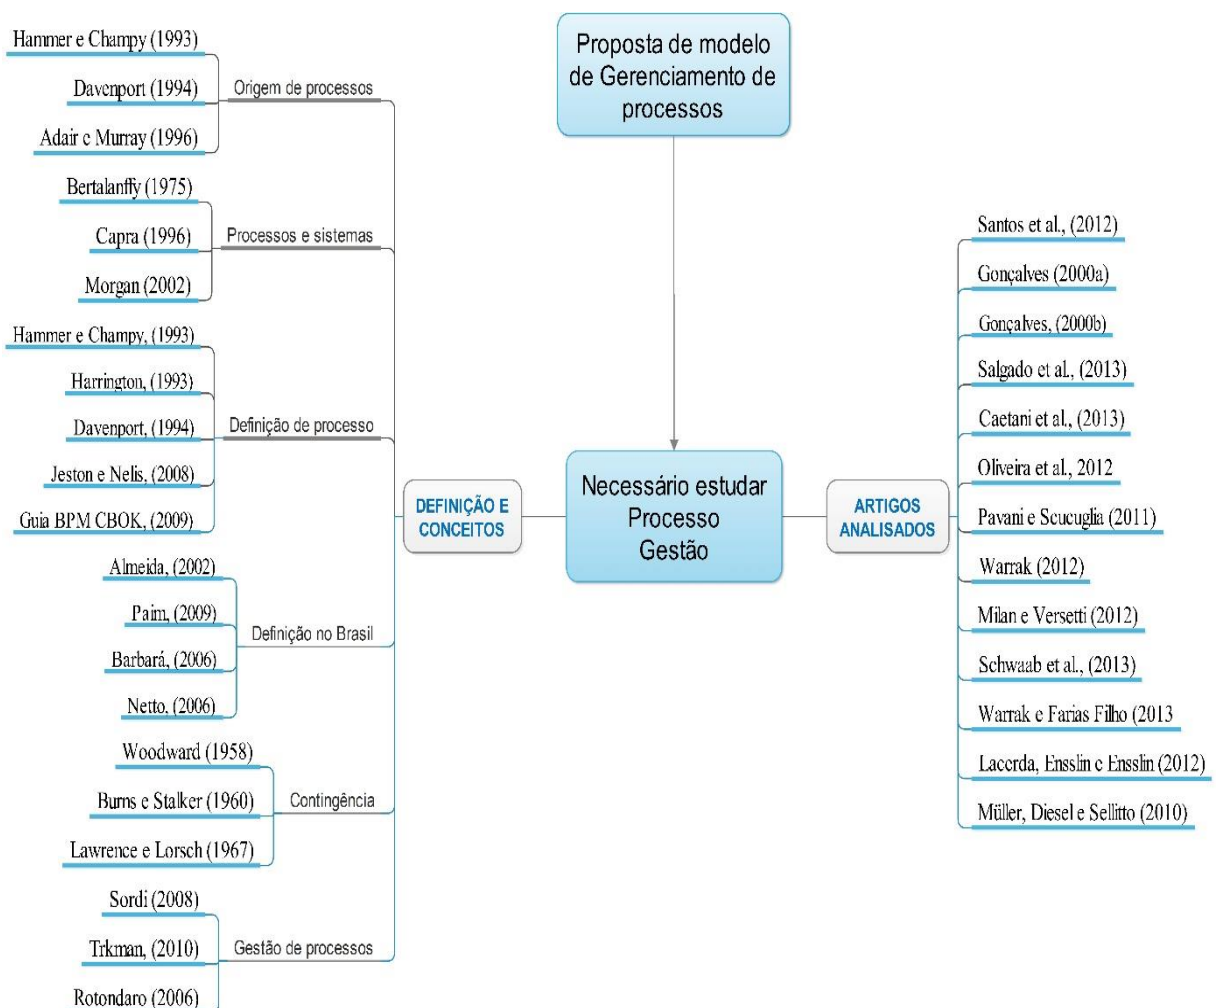 Proposta de modelo
de Gerenciamento de
processos
Hammer e Champy (1993)
Davenport (1994)
Adair e Murray (1996)
Origem de processos
Bertalanffy (1975)
Capra (1996)
Morgan (2002)
Processos e sistemas
Hammer e Champy, (1993)
Harrington, (1993)
Davenport, (1994)
Jeston e Nelis, (2008)
Guia BPM CBOK, (2009)
Definição de processo
Almeida, (2002)
Paim, (2009)
Barbará, (2006)
Netto, (2006)
Definição no Brasil
Woodward (1958)
Burns e Stalker (1960)
Lawrence e Lorsch (1967)
Contingência
Sordi (2008)
Trkman, (2010)
Rotondaro (2006)
Gestão de processos
DEFINIÇÃO E
CONCEITOS
Necessário estudar
Processo
Gestão
ARTIGOS
ANALISADOS
Santos et al., (2012)
Gonçalves (2000a)
Gonçalves, (2000b)
Salgado et al., (2013)
Caetani et al., (2013)
Oliveira et al., 2012
Pavani e Scucuglia (2011)
Warrak (2012)
Milan e Versetti (2012)
Schwaab et al., (2013)
Warrak e Farias Filho (2013
Lacerda, Ensslin e Ensslin (2012)
Müller, Diesel e Sellitto (2010)